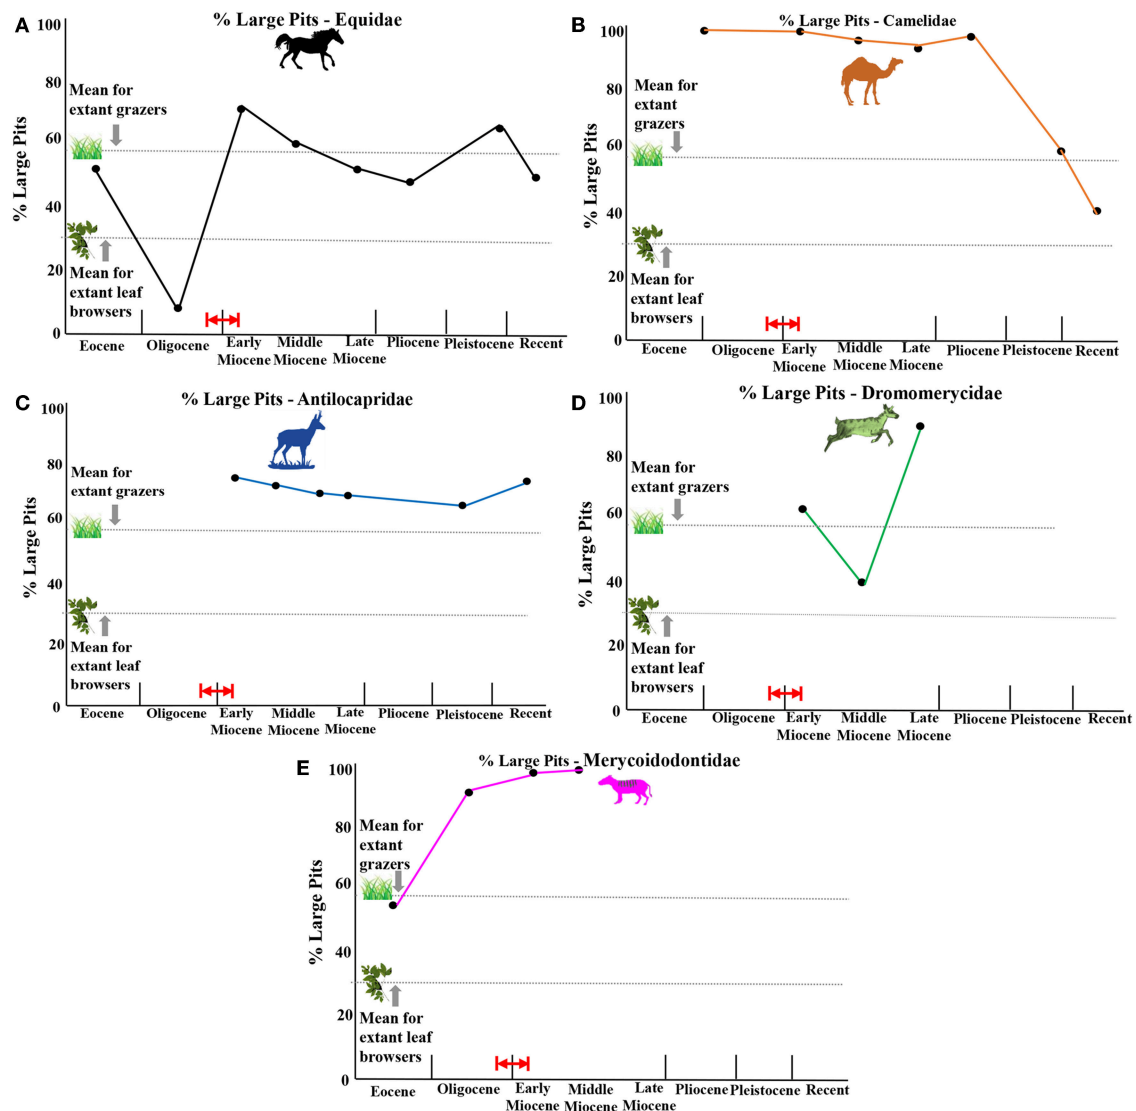 A
% Large Pits - Equidae
% Large Pits
100
80
60
40
20
0
Mean for
extant grazers
Mean for
extant leaf
browsers
Eocene
Oligocene
Early
Miocene
Middle
Miocene
Late
Miocene
Pliocene
Pleistocene
Recent
B
% Large Pits - Camelidae
% Large Pits
100
80
60
40
20
0
Mean for
extant
grazers
Mean for
extant leaf
browsers
Eocene
Oligocene
Early
Miocene
Middle
Miocene
Late
Miocene
Pliocene
Pleistocene
Recent
C
% Large Pits - Antilocapridae
% Large Pits
100
80
60
40
20
0
Mean for
extant grazers
Mean for
extant leaf
browsers
Eocene
Oligocene
Early
Miocene
Middle
Miocene
Late
Miocene
Pliocene
Pleistocene
Recent
D
% Large Pits - Dromomerycidae
% Large Pits
100
80
60
40
20
0
Mean for
extant grazers
Mean for
extant leaf
browsers
Eocene
Oligocene
Early
Miocene
Middle
Miocene
Late
Miocene
Pliocene
Pleistocene
Recent
E
% Large Pits - Merycoidodontidae
% Large Pits
100
80
60
40
20
0
Mean for
extant
grazers
Mean for
extant leaf
browsers
Eocene
Oligocene
Early
Miocene
Middle
Miocene
Late
Miocene
Pliocene
Pleistocene
Recent